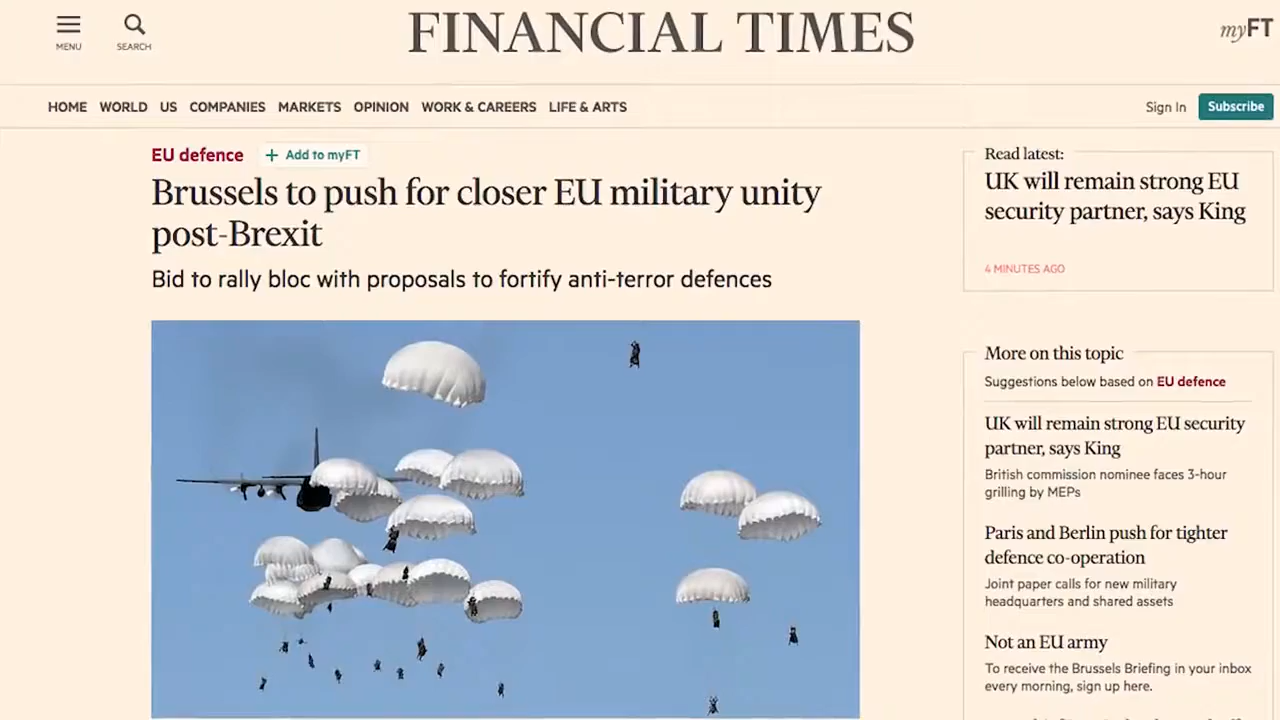 MENU
SEARCH
FINANCIAL TIMES
myFT
HOME WORLD US COMPANIES MARKETS OPINION WORK & CAREERS LIFE & ARTS
Sign In Subscribe
EU defence + Add to myFT
Brussels to push for closer EU military unity
post-Brexit
Bid to rally bloc with proposals to fortify anti-terror defences
Read latest:
UK will remain strong EU
security partner, says King
4 MINUTES AGO
More on this topic
Suggestions below based on EU defence
UK will remain strong EU security
partner, says King
British commission nominee faces 3-hour
grilling by MEPs
Paris and Berlin push for tighter
defence co-operation
Joint paper calls for new military
headquarters and shared assets
Not an EU army
To receive the Brussels Briefing in your inbox
every morning, sign up here.